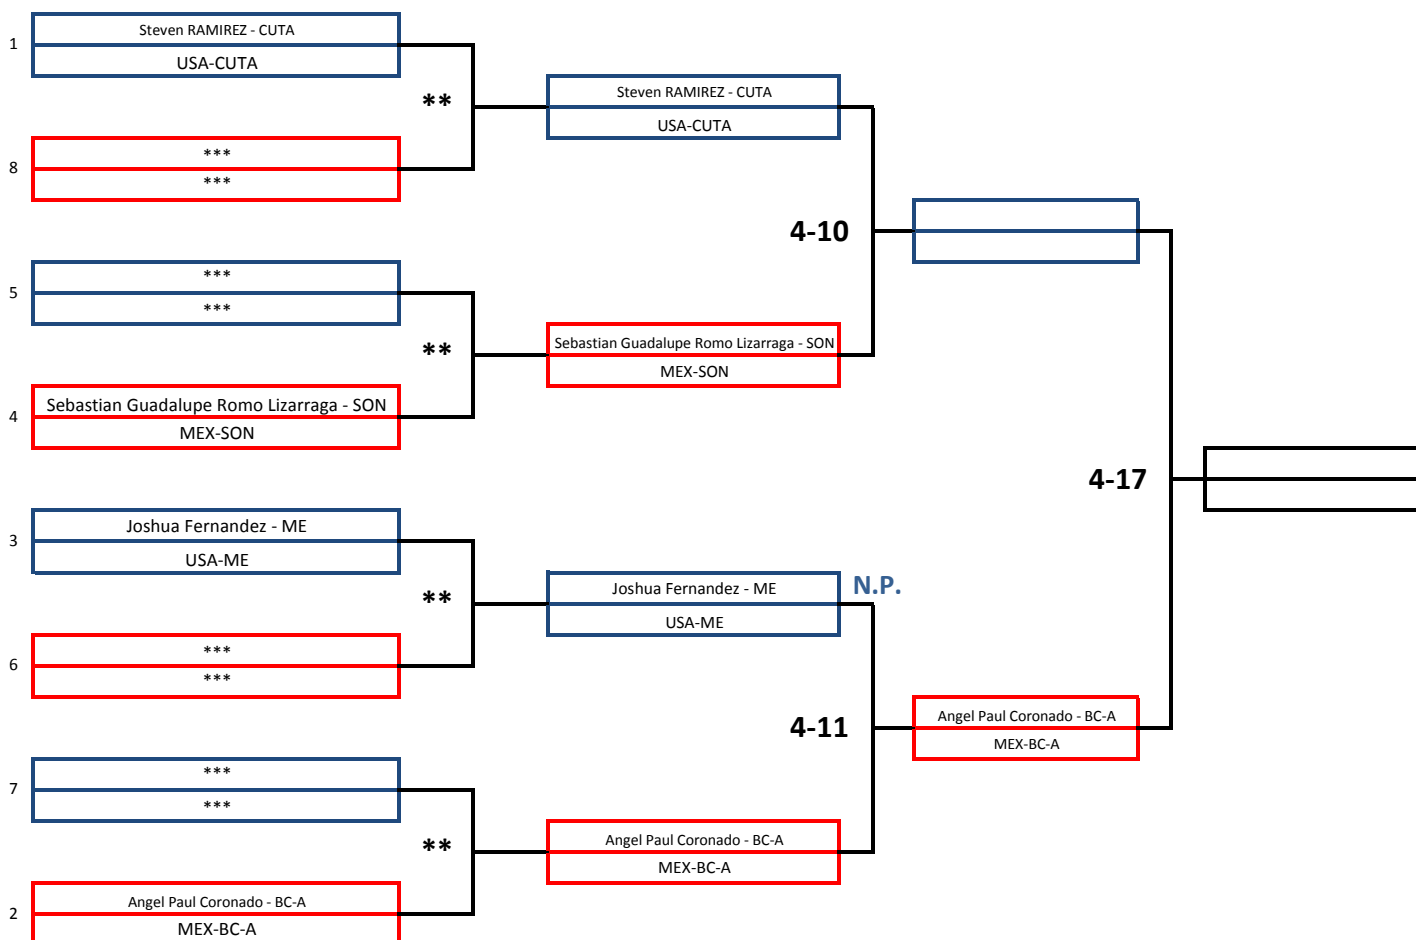 1
Steven RAMIREZ - CUTA
USA-CUTA
**
8
***
***
5
***
***
**
4
Sebastian Guadalupe Romo Lizarraga - SON
MEX-SON
3
Joshua Fernandez - ME
USA-ME
**
6
***
***
7
***
***
**
2
Angel Paul Coronado - BC-A
MEX-BC-A
Steven RAMIREZ - CUTA
USA-CUTA
4-10
Sebastian Guadalupe Romo Lizarraga - SON
MEX-SON
Joshua Fernandez - ME
USA-ME
N.P.
4-11
Angel Paul Coronado - BC-A
MEX-BC-A
4-17
Angel Paul Coronado - BC-A
MEX-BC-A